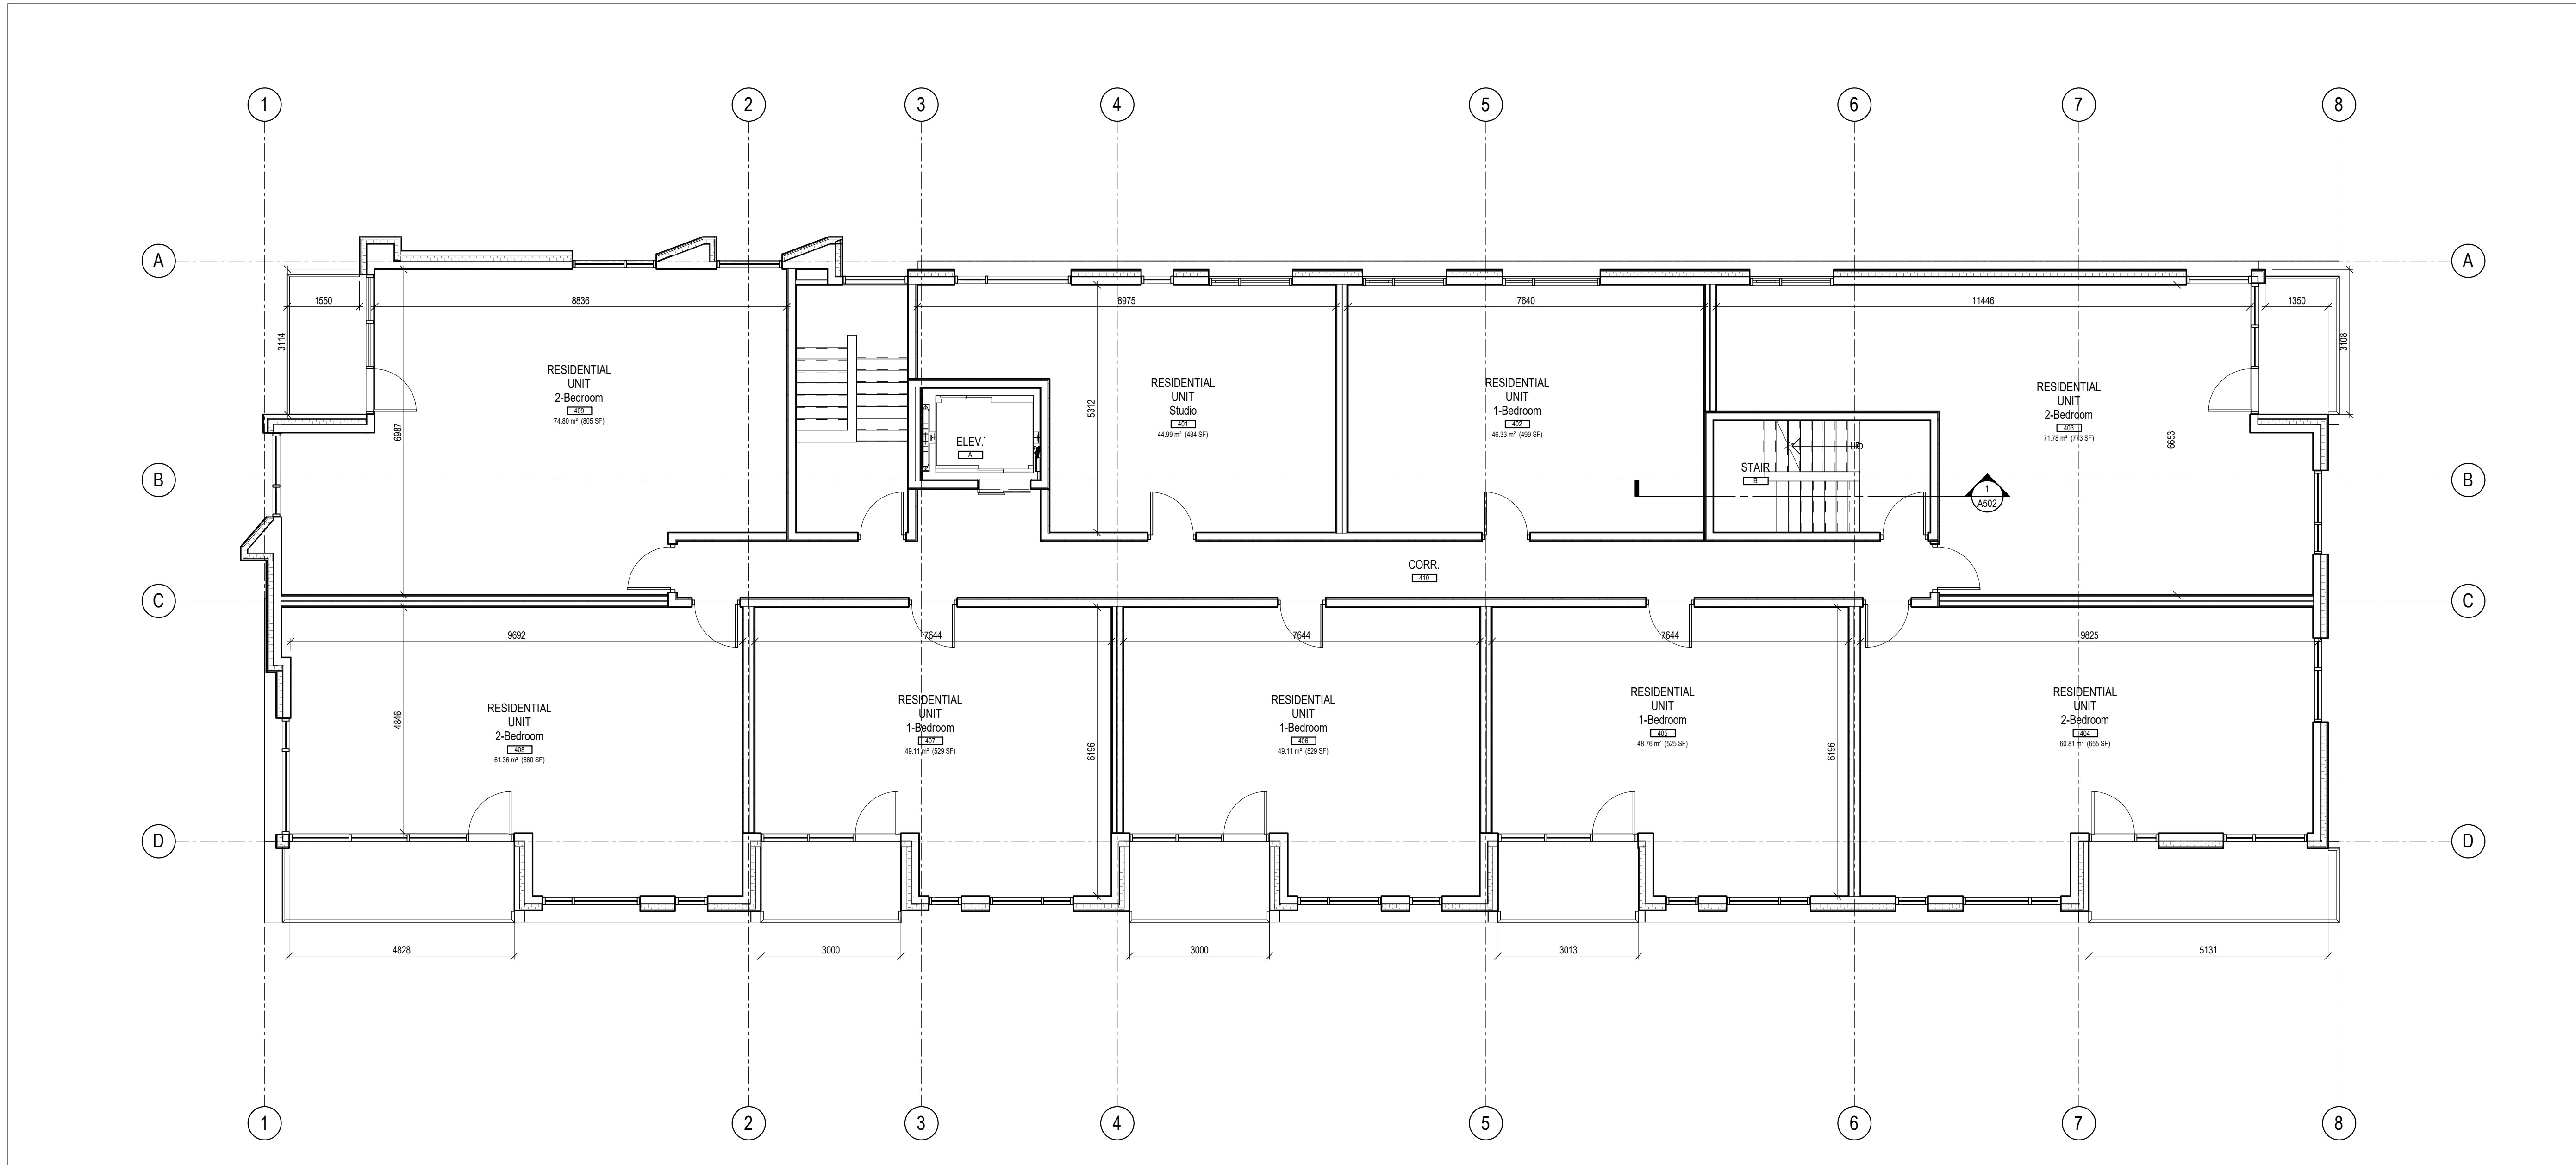 1 2 3 4 5 6 7 8
A A
1550 8836 8975 7640 11446 1350
3114 6987 5312 6653 3108
RESIDENTIAL
UNIT
2-Bedroom
409
74.80 m² (805 SF)
RESIDENTIAL
UNIT
Studio
401
44.99 m² (484 SF)
RESIDENTIAL
UNIT
1-Bedroom
402
46.33 m² (499 SF)
RESIDENTIAL
UNIT
2-Bedroom
403
71.78 m² (773 SF)
ELEV.
A
STAIR
B
UP
1
A502
B B
CORR.
410
C C
9692 7644 7644 7644 9825
4846 6196 6196
RESIDENTIAL
UNIT
2-Bedroom
408
61.36 m² (660 SF)
RESIDENTIAL
UNIT
1-Bedroom
407
49.11 m² (529 SF)
RESIDENTIAL
UNIT
1-Bedroom
406
49.11 m² (529 SF)
RESIDENTIAL
UNIT
1-Bedroom
405
48.76 m² (525 SF)
RESIDENTIAL
UNIT
2-Bedroom
404
60.81 m² (655 SF)
D D
4828 3000 3000 3013 5131
1 2 3 4 5 6 7 8